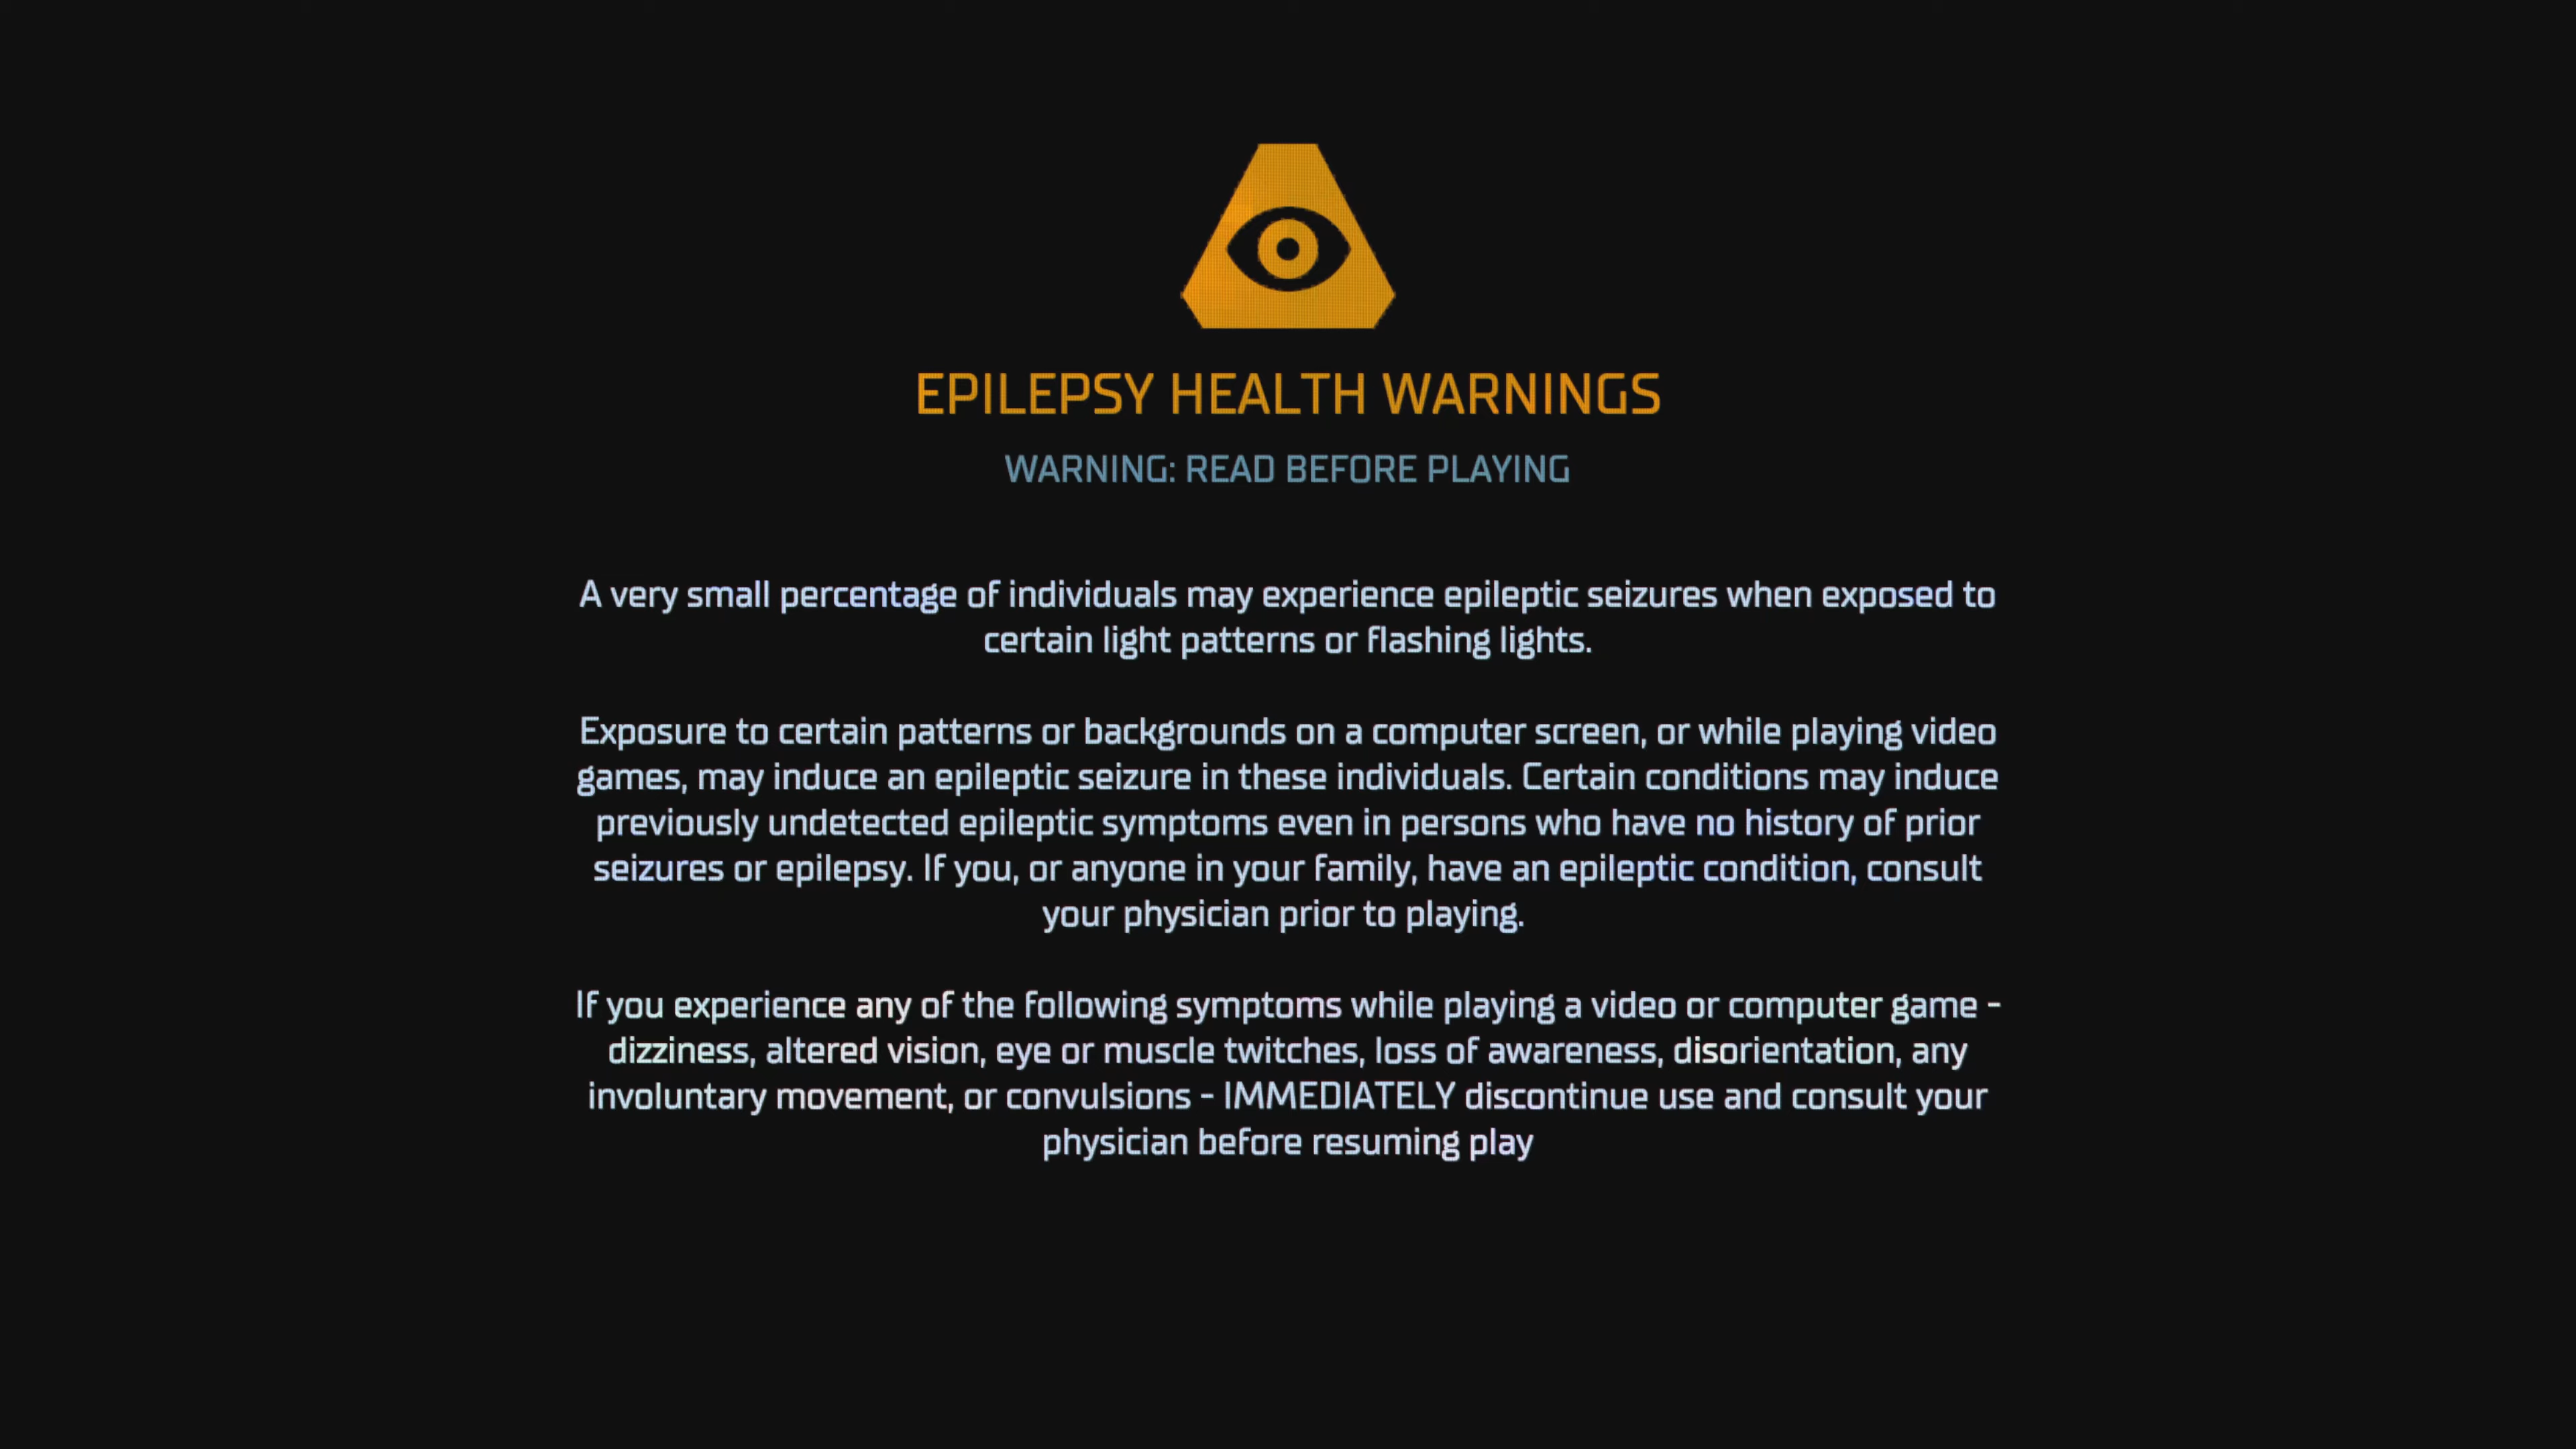 EPILEPSY HEALTH WARNINGS
WARNING: READ BEFORE PLAYING
A very small percentage of individuals may experience epileptic seizures when exposed to
certain light patterns or flashing lights.
Exposure to certain patterns or backgrounds on a computer screen, or while playing video
games, may induce an epileptic seizure in these individuals. Certain conditions may induce
previously undetected epileptic symptoms even in persons who have no history of prior
seizures or epilepsy. If you, or anyone in your family, have an epileptic condition, consult
your physician prior to playing.
If you experience any of the following symptoms while playing a video or computer game -
dizziness, altered vision, eye or muscle twitches, loss of awareness, disorientation, any
involuntary movement, or convulsions - IMMEDIATELY discontinue use and consult your
physician before resuming play